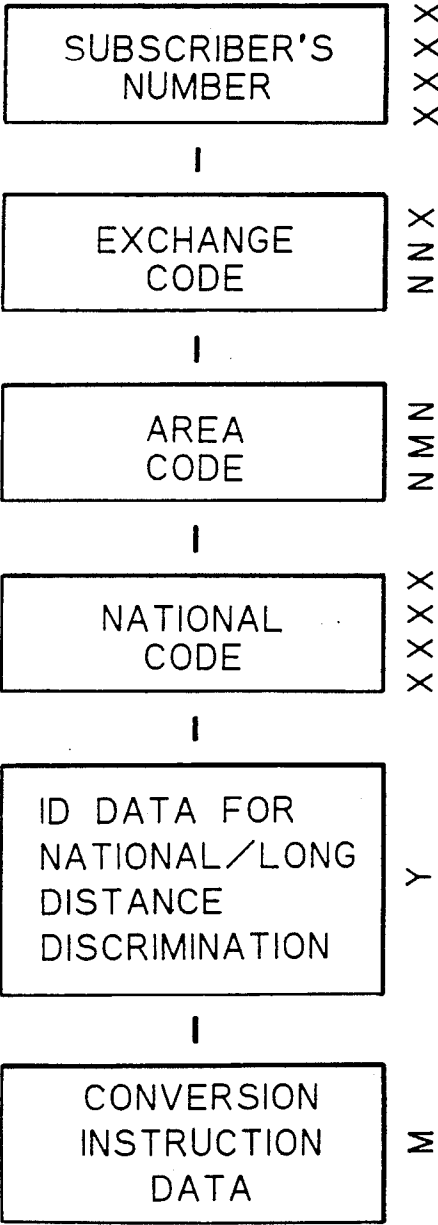 SUBSCRIBER'S
NUMBER
XXXX
EXCHANGE
CODE
NNX
AREA
CODE
NMN
NATIONAL
CODE
XXXX
ID DATA FOR
NATIONAL/LONG
DISTANCE
DISCRIMINATION
Y
CONVERSION
INSTRUCTION
DATA
M